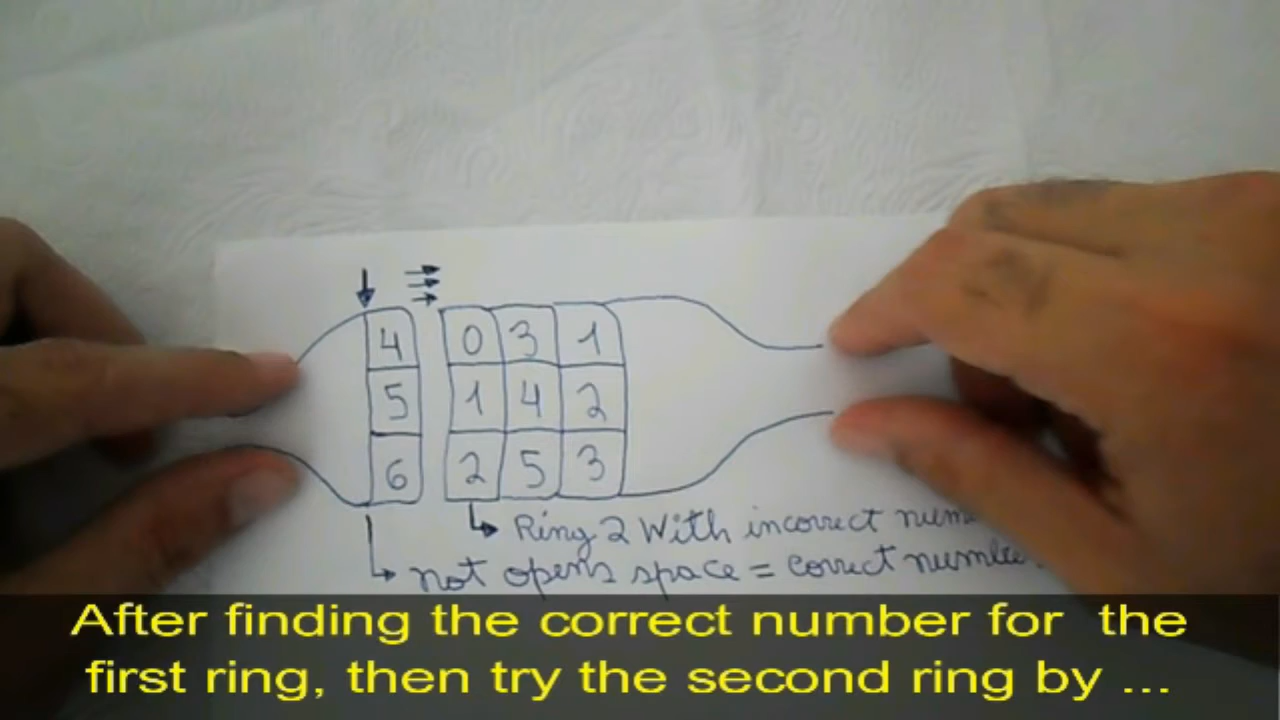 4 0 3 1
5 1 4 2
6 2 5 3
Ring 2 With incorrect
not opens space = correct number
After finding the correct number for the
first ring, then try the second ring by ...